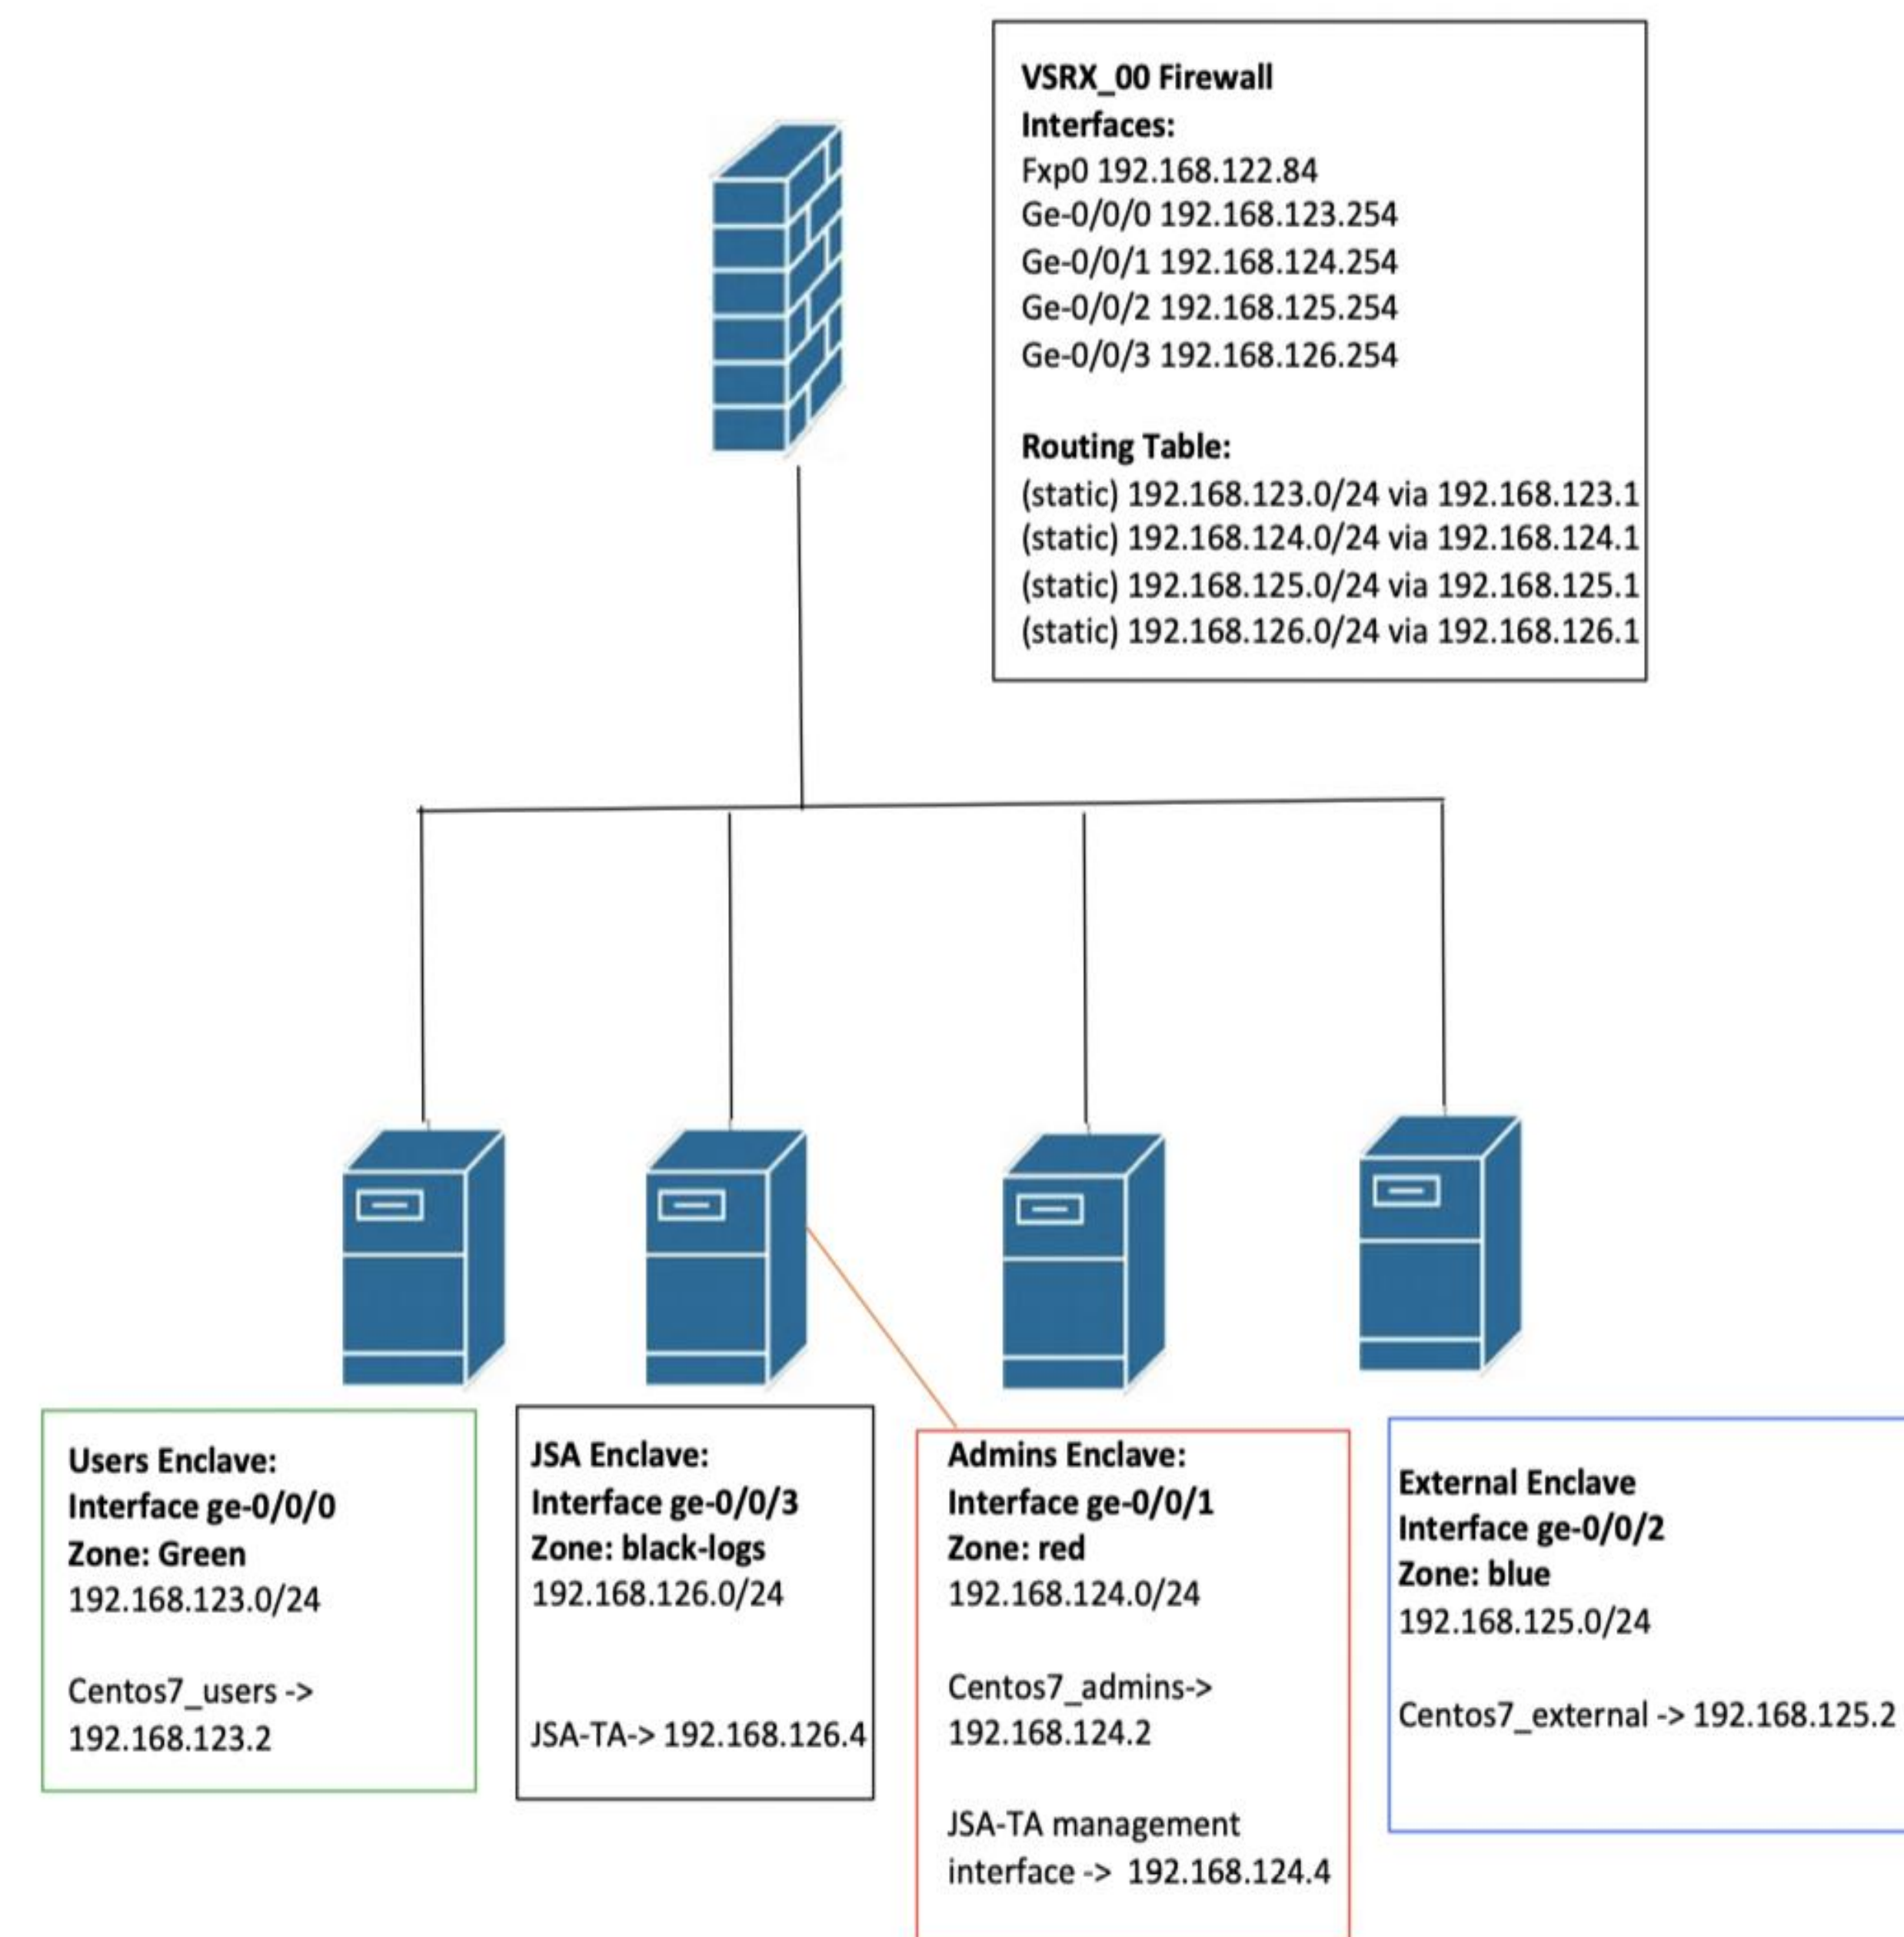 VSRX_00 Firewall
Interfaces:
Fxp0 192.168.122.84
Ge-0/0/0 192.168.123.254
Ge-0/0/1 192.168.124.254
Ge-0/0/2 192.168.125.254
Ge-0/0/3 192.168.126.254
Routing Table:
(static) 192.168.123.0/24 via 192.168.123.1
(static) 192.168.124.0/24 via 192.168.124.1
(static) 192.168.125.0/24 via 192.168.125.1
(static) 192.168.126.0/24 via 192.168.126.1
Users Enclave:
Interface ge-0/0/0
Zone: Green
192.168.123.0/24
Centos7_users ->
192.168.123.2
JSA Enclave:
Interface ge-0/0/3
Zone: black-logs
192.168.126.0/24
JSA-TA-> 192.168.126.4
Admins Enclave:
Interface ge-0/0/1
Zone: red
192.168.124.0/24
Centos7_admins->
192.168.124.2
JSA-TA management
interface -> 192.168.124.4
External Enclave
Interface ge-0/0/2
Zone: blue
192.168.125.0/24
Centos7_external -> 192.168.125.2